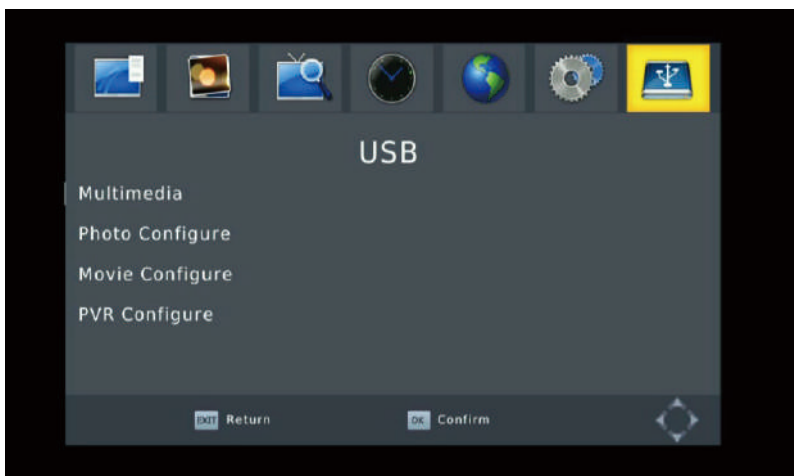 USB
Multimedia
Photo Configure
Movie Configure
PVR Configure
EXIT Return OK Confirm